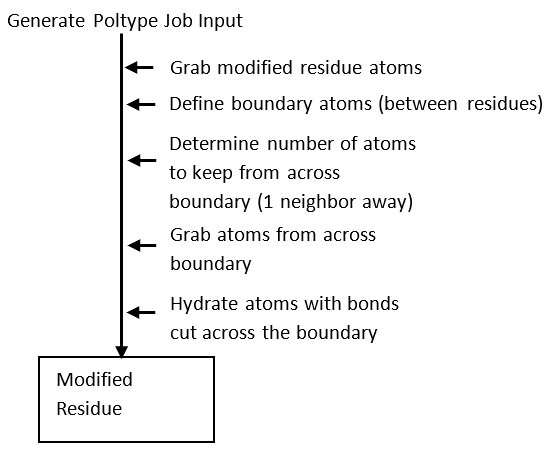 Generate Poltype Job Input
Grab modified residue atoms
Define boundary atoms (between residues)
Determine number of atoms
to keep from across
boundary (1 neighbor away)
Grab atoms from across
boundary
Hydrate atoms with bonds
cut across the boundary
Modified
Residue